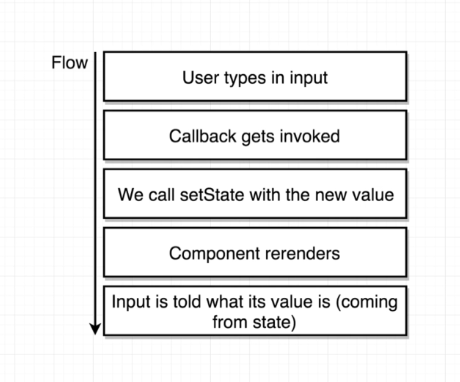 Flow
User types in input
Callback gets invoked
We call setState with the new value
Component rerenders
Input is told what its value is (coming
from state)